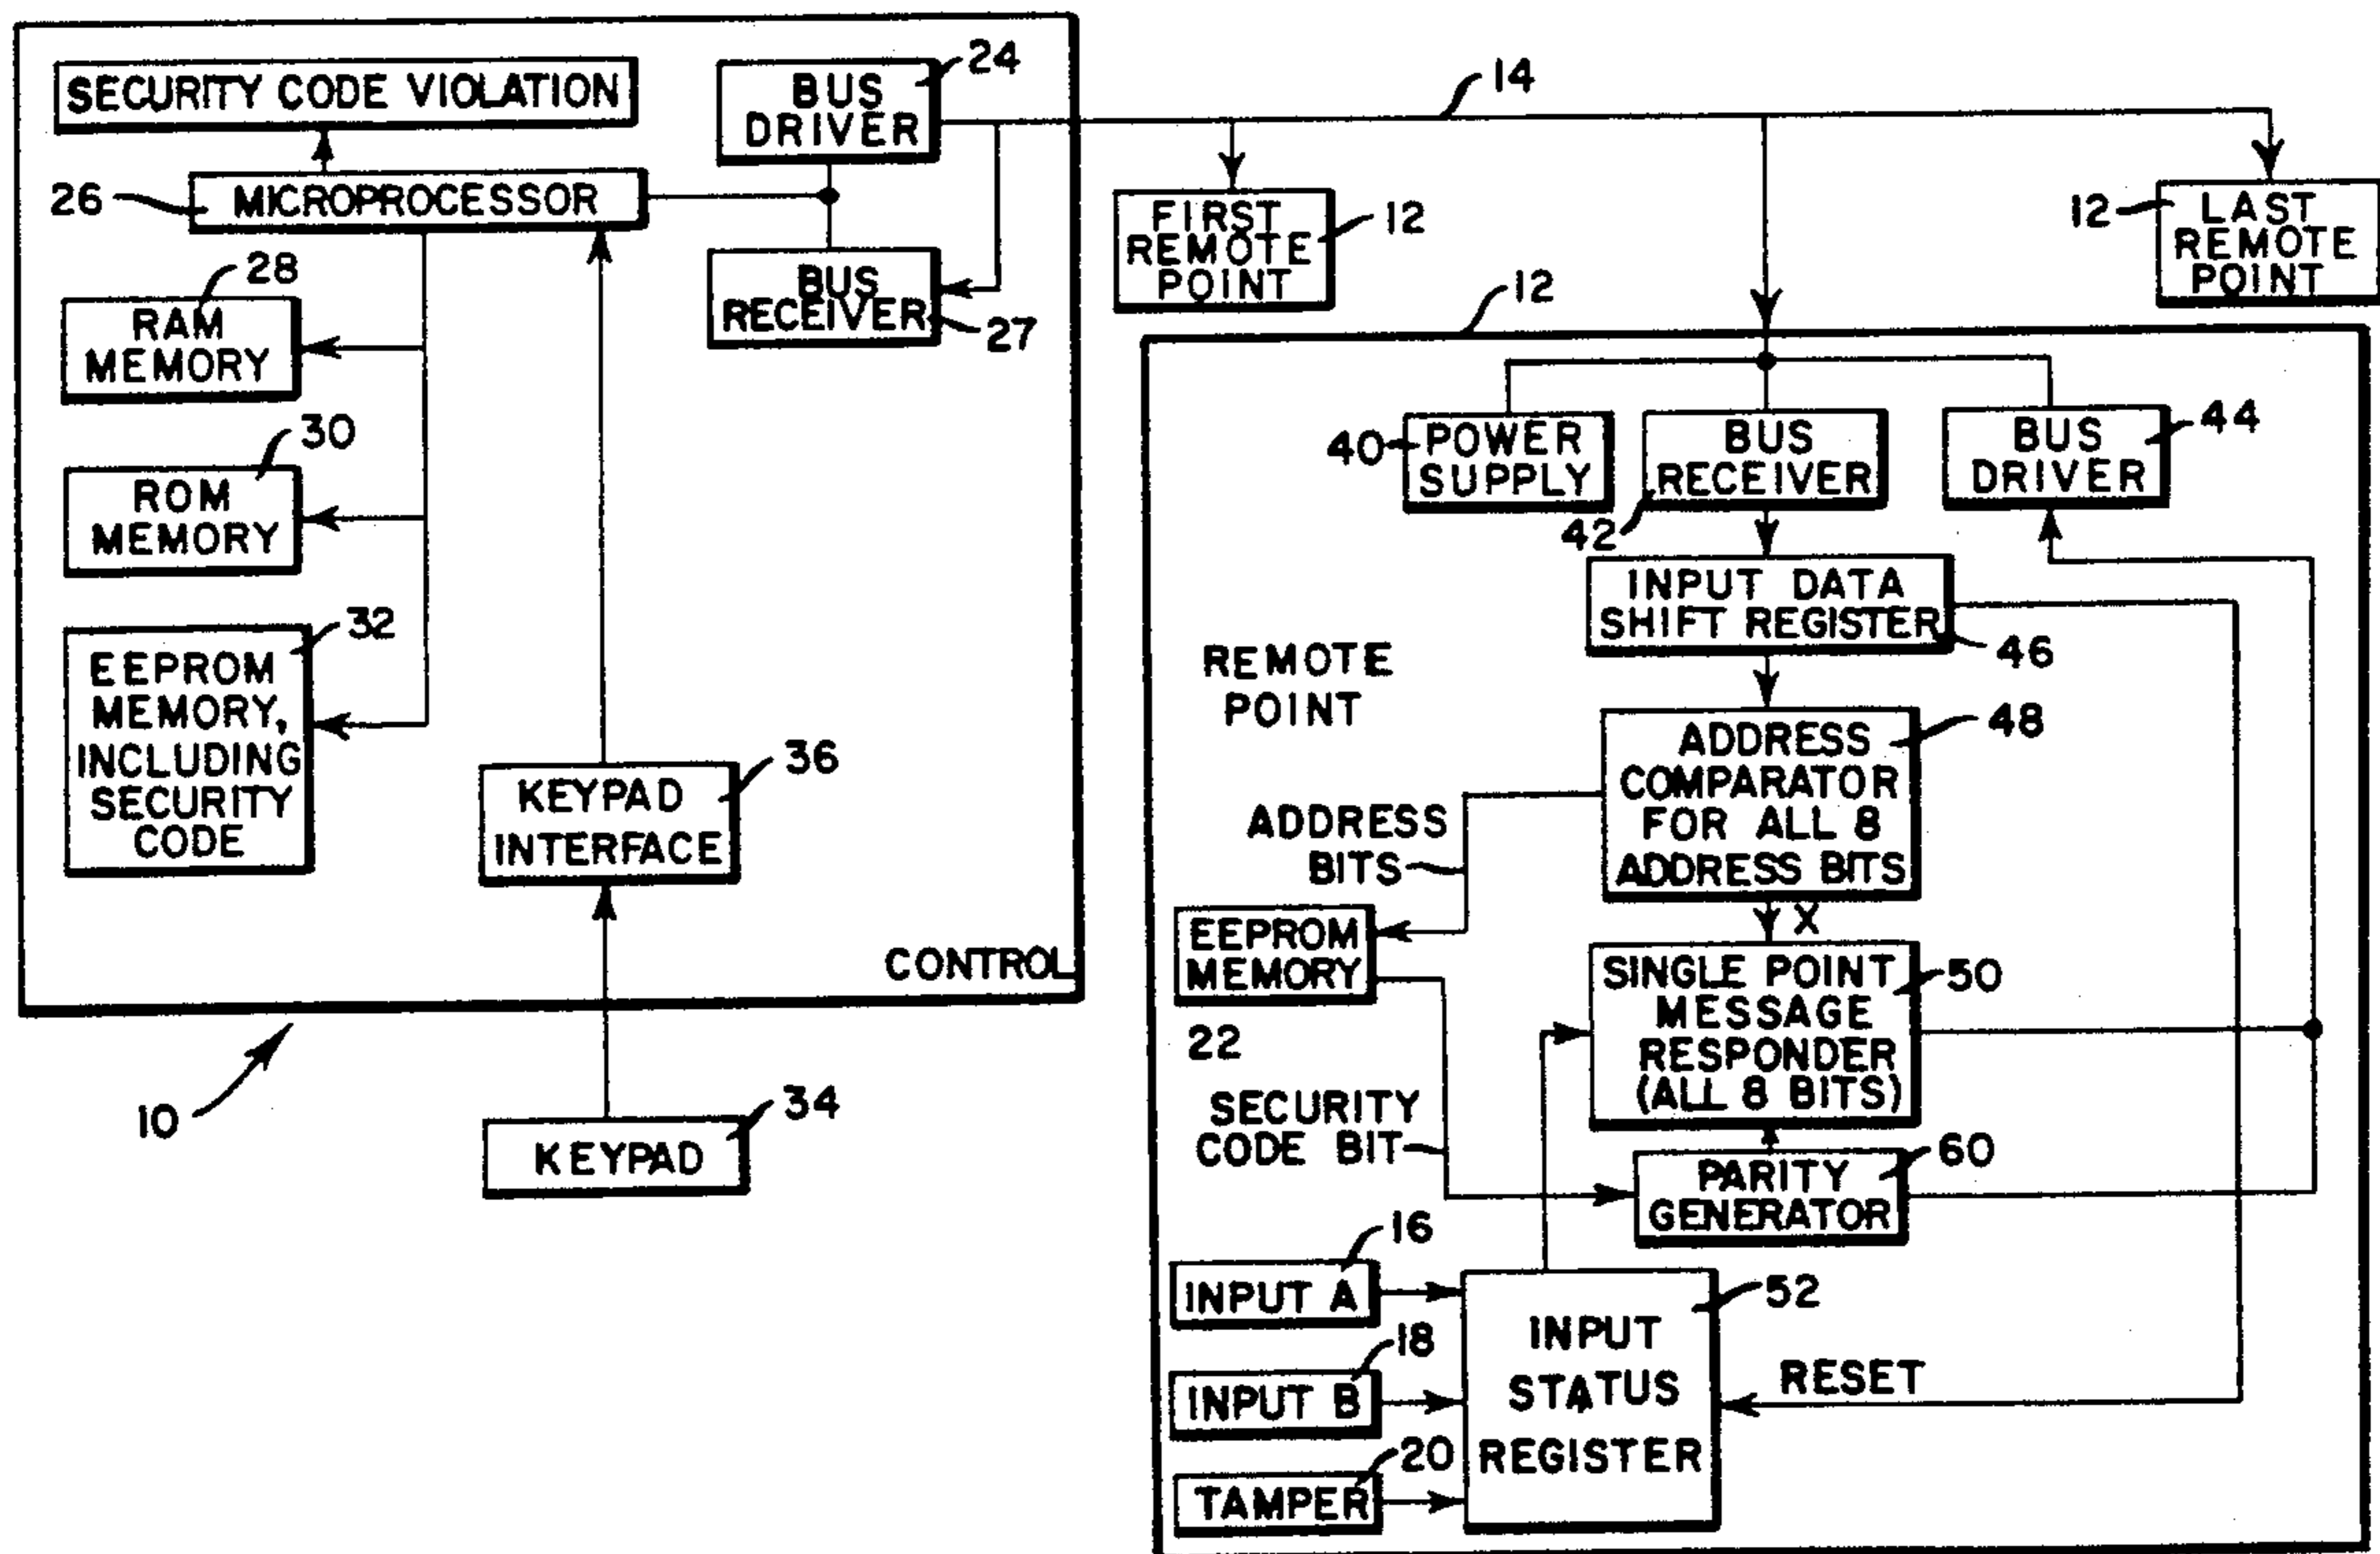 SECURITY CODE VIOLATION
BUS
DRIVER
24
26
MICROPROCESSOR
28
RAM
MEMORY
BUS
RECEIVER
27
30
ROM
MEMORY
32
EEPROM
MEMORY,
INCLUDING
SECURITY
CODE
36
KEYPAD
INTERFACE
CONTROL
10
34
KEYPAD
14
FIRST
REMOTE
POINT
12
12
LAST
REMOTE
POINT
12
40
POWER
SUPPLY
BUS
RECEIVER
42
BUS
DRIVER
44
INPUT DATA
SHIFT REGISTER
46
REMOTE
POINT
ADDRESS
COMPARATOR
FOR ALL 8
ADDRESS BITS
48
ADDRESS
BITS
X
EEPROM
MEMORY
22
SINGLE POINT
MESSAGE
RESPONDER
(ALL 8 BITS)
50
SECURITY
CODE BIT
PARITY
GENERATOR
60
16
INPUT A
18
INPUT B
20
TAMPER
INPUT
STATUS
REGISTER
52
RESET